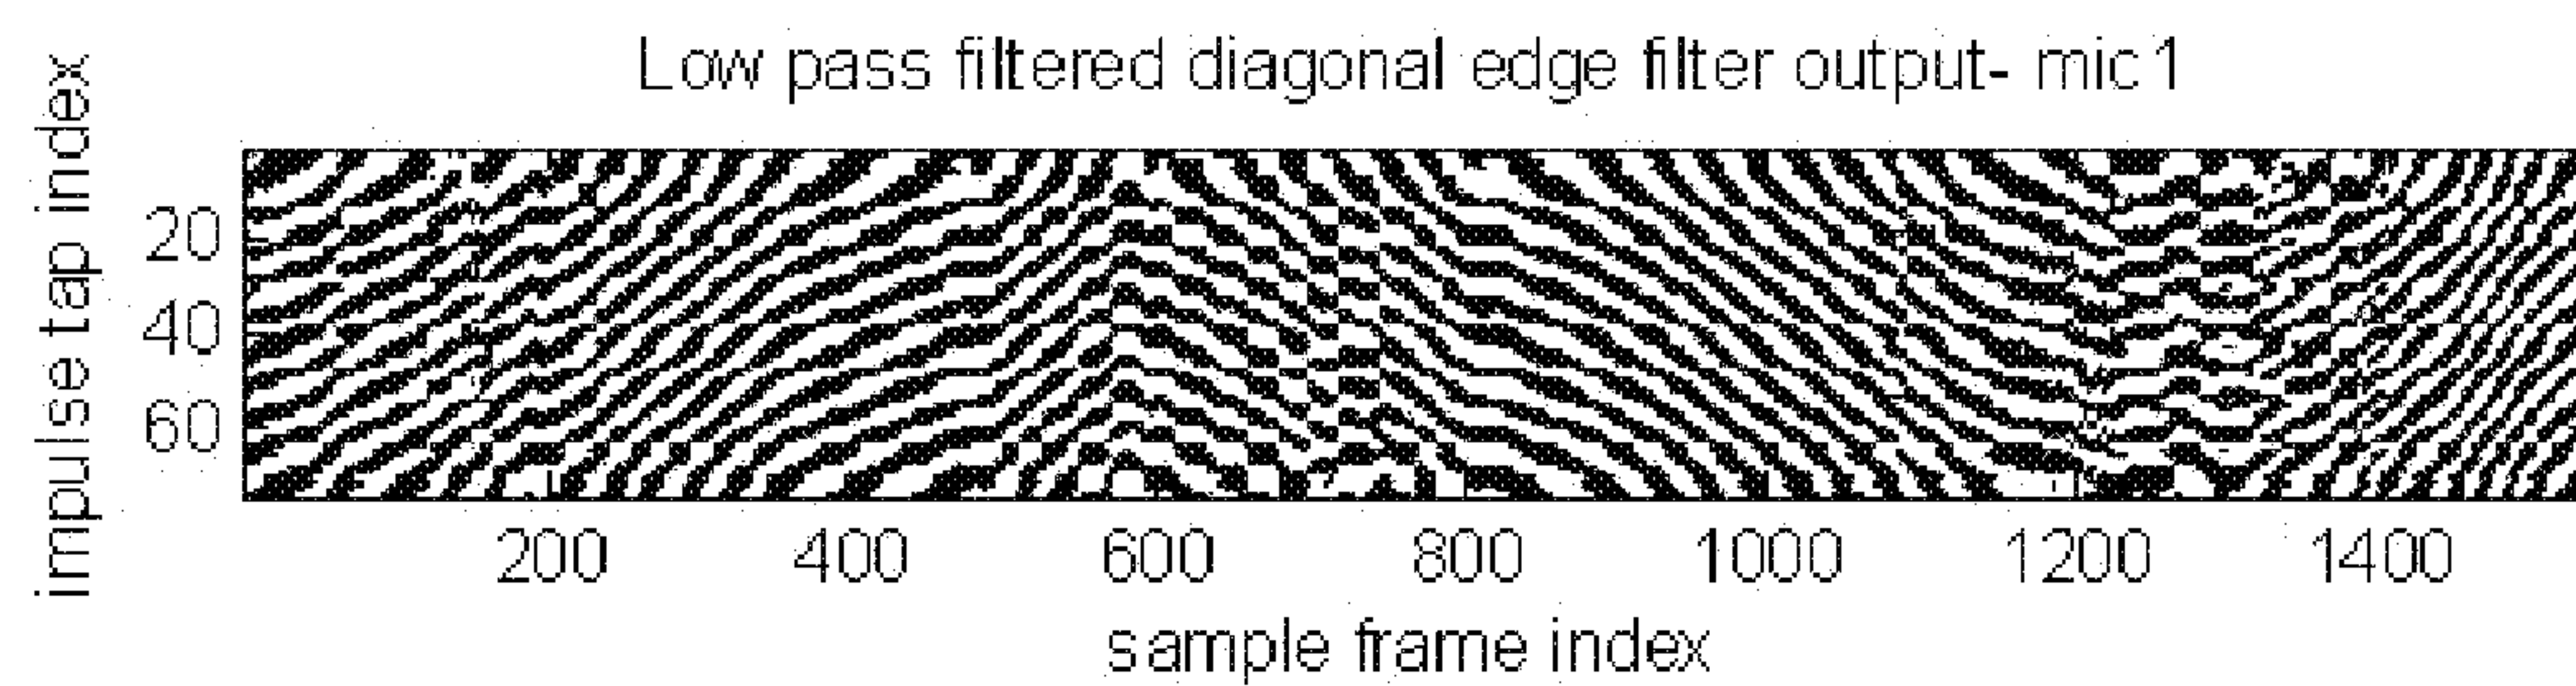 Low pass filtered diagonal edge filter output- mic1
impulse tap index
20
40
60
200 400 600 800 1000 1200 1400
sample frame index